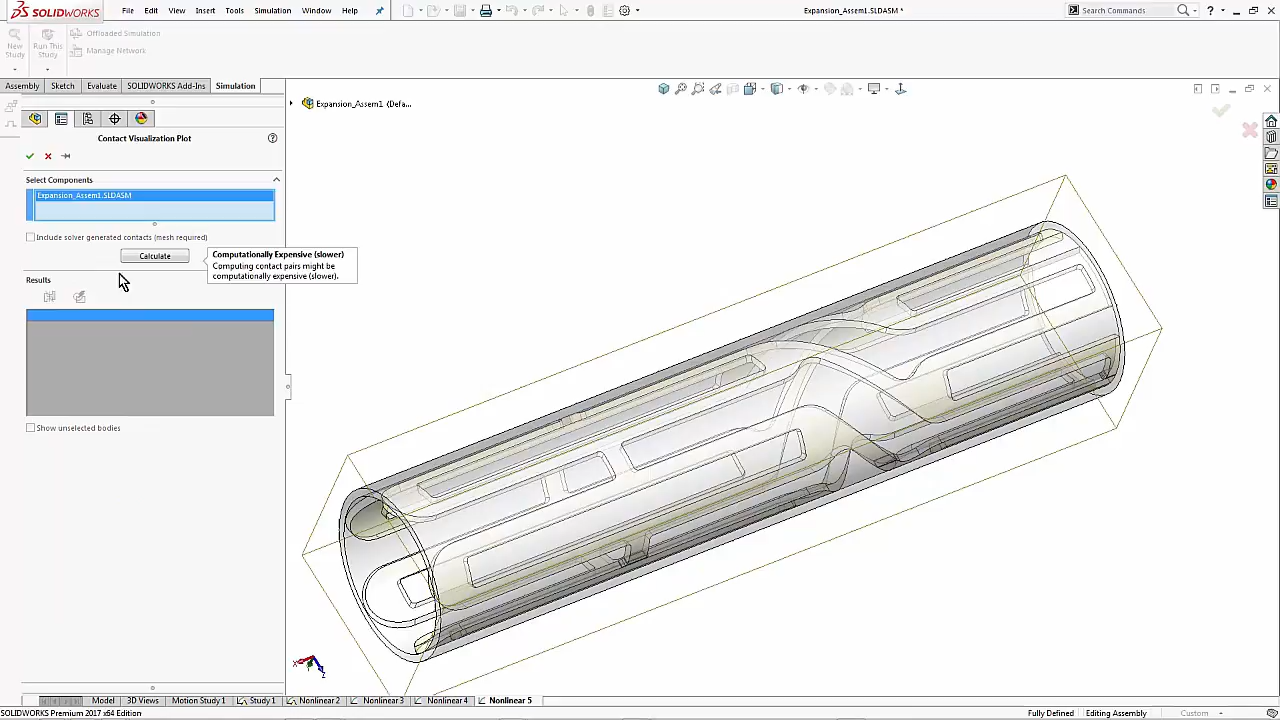 SOLIDWORKS
File
Edit
View
Insert
Tools
Simulation
Window
Help
Expansion_Assem1.SLDASM *
Search Commands
New
Study
Run This
Study
Offloaded Simulation
Manage Network
Assembly
Sketch
Evaluate
SOLIDWORKS Add-Ins
Simulation
Expansion_Assem1 (Defa...
Contact Visualization Plot
Select Components
Expansion_Assem1.SLDASM
Include solver generated contacts (mesh required)
Calculate
Computationally Expensive (slower)
Computing contact pairs might be
computationally expensive (slower).
Results
Show unselected bodies
X
Z
Model
3D Views
Motion Study 1
Study 1
Nonlinear 2
Nonlinear 3
Nonlinear 4
Nonlinear 5
SOLIDWORKS Premium 2017 x64 Edition
Fully Defined
Editing Assembly
Custom